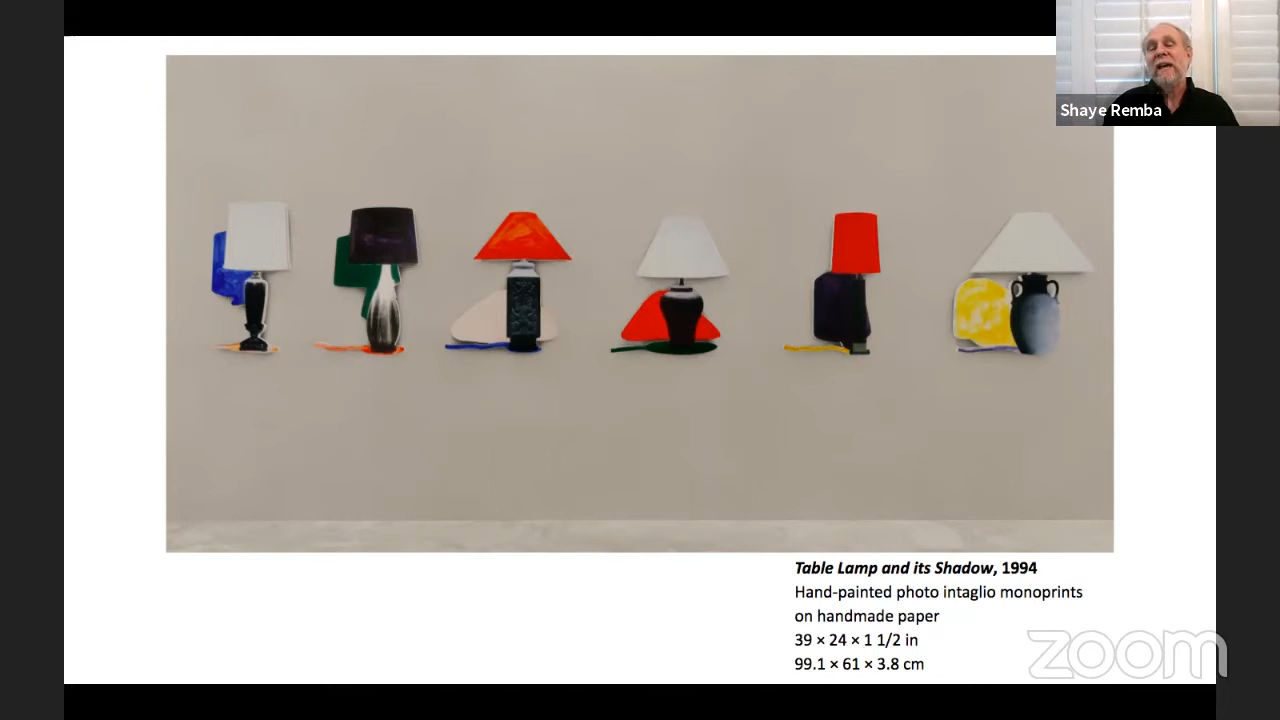 Shaye Remba
Table Lamp and its Shadow, 1994
Hand-painted photo intaglio monoprints
on handmade paper
39 × 24 × 1 1/2 in
99.1 × 61 × 3.8 cm
zoom